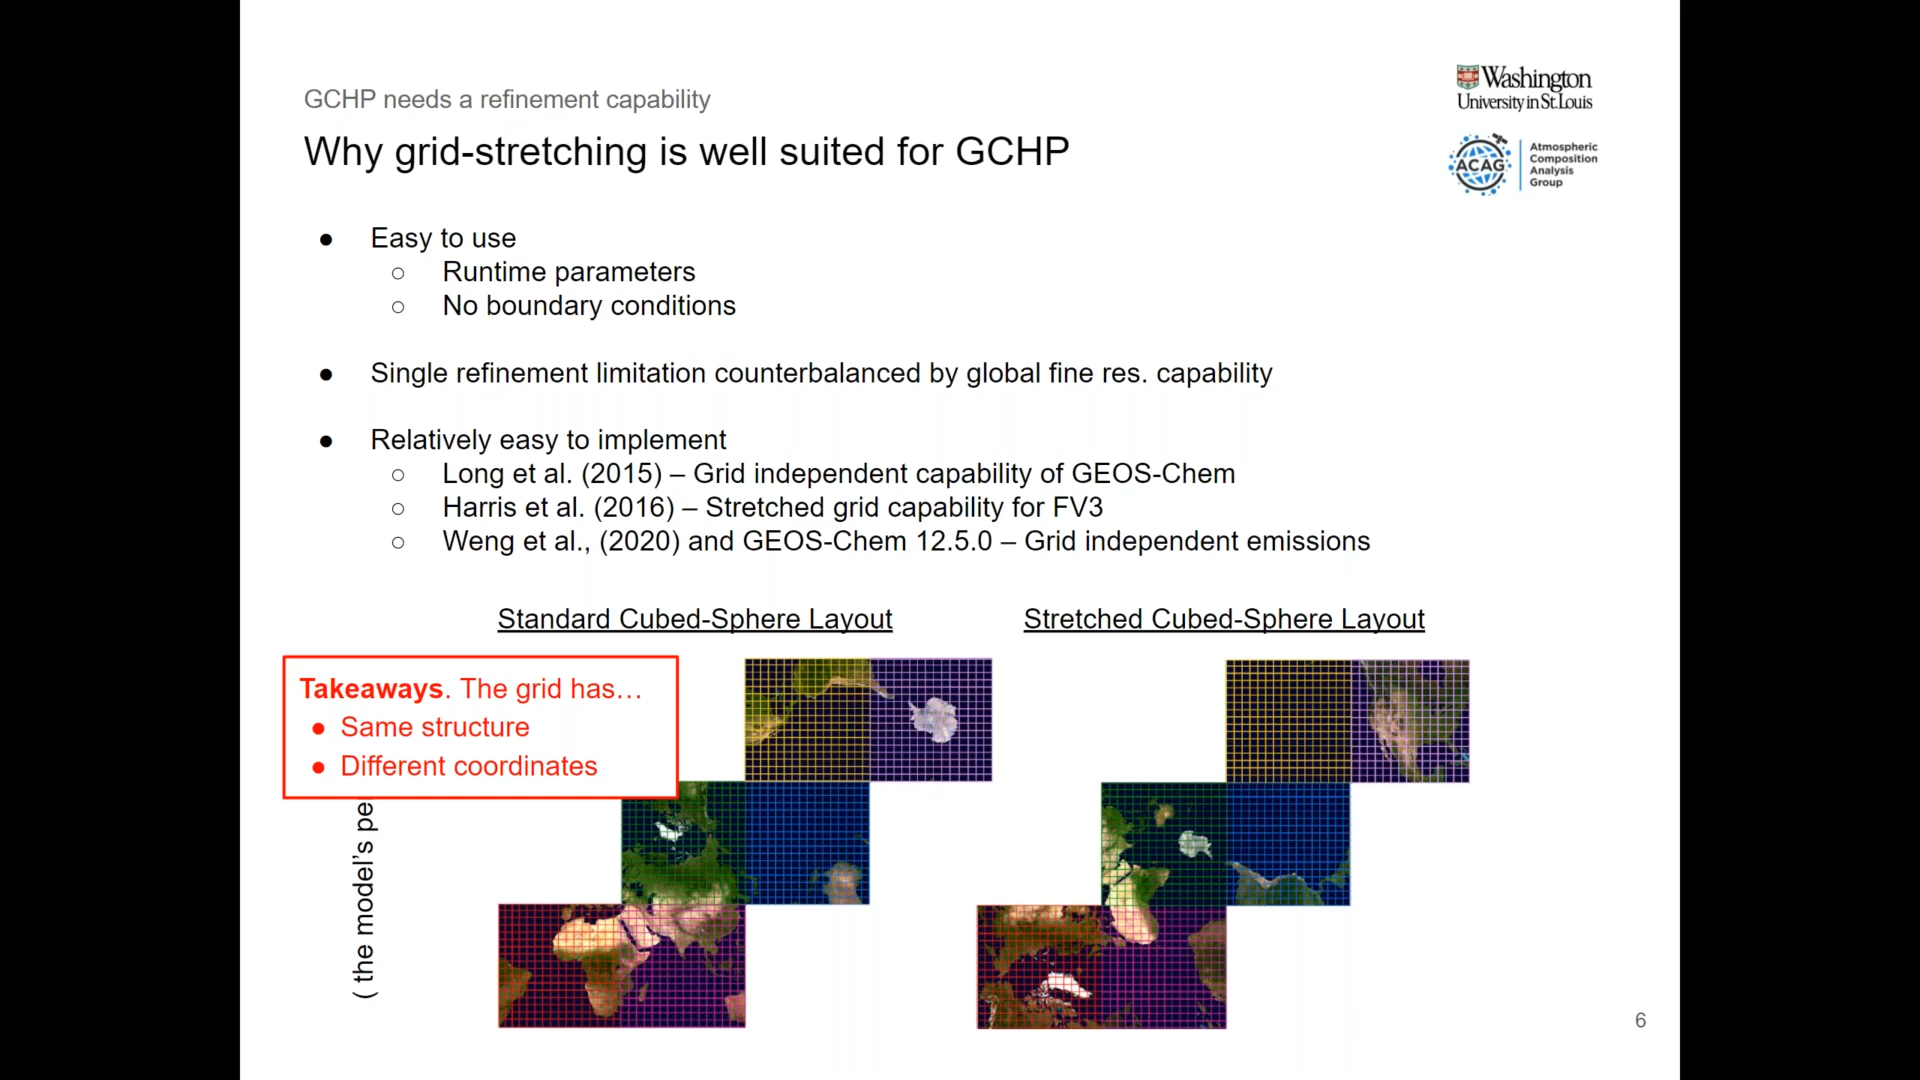 GCHP needs a refinement capability
Why grid-stretching is well suited for GCHP
Washington
University in St. Louis
ACAG
Atmospheric
Composition
Analysis
Group
● Easy to use
○ Runtime parameters
○ No boundary conditions
● Single refinement limitation counterbalanced by global fine res. capability
● Relatively easy to implement
○ Long et al. (2015) – Grid independent capability of GEOS-Chem
○ Harris et al. (2016) – Stretched grid capability for FV3
○ Weng et al., (2020) and GEOS-Chem 12.5.0 – Grid independent emissions
Standard Cubed-Sphere Layout
Stretched Cubed-Sphere Layout
Takeaways. The grid has…
● Same structure
● Different coordinates
( the model's pe
6